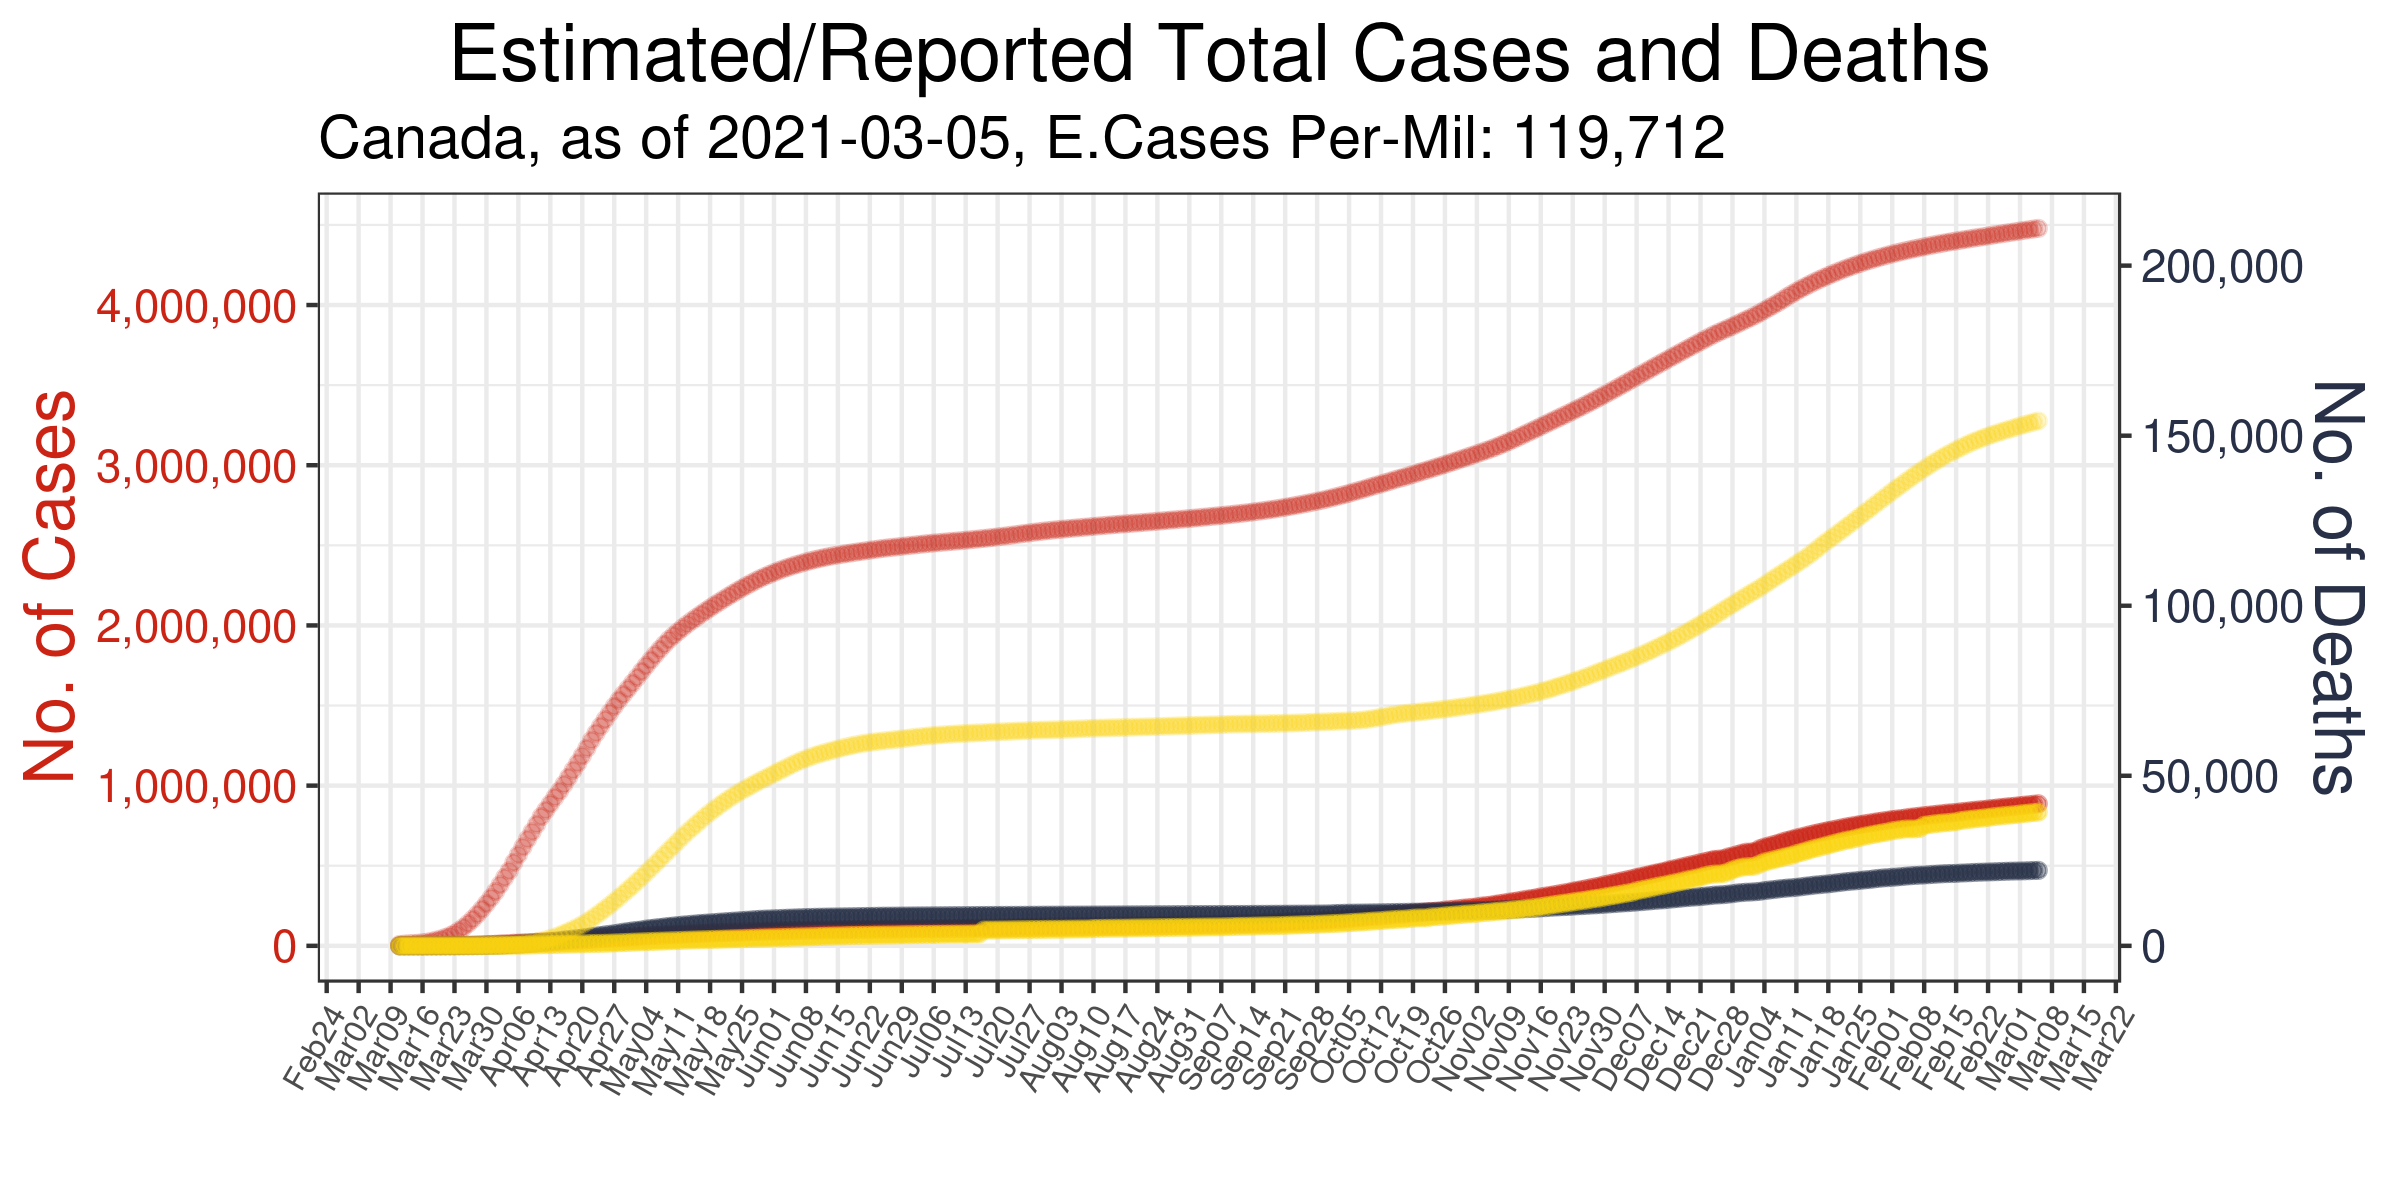 Estimated/Reported Total Cases and Deaths
Canada, as of 2021-03-05, E.Cases Per-Mil: 119,712
No. of Cases
4,000,000
3,000,000
2,000,000
1,000,000
0
200,000
150,000
100,000
50,000
0
No. of Deaths
Feb24
Mar02
Mar09
Mar16
Mar23
Mar30
Apr06
Apr13
Apr20
Apr27
May04
May11
May18
May25
Jun01
Jun08
Jun15
Jun22
Jun29
Jul06
Jul13
Jul20
Jul27
Aug03
Aug10
Aug17
Aug24
Aug31
Sep07
Sep14
Sep21
Sep28
Oct05
Oct12
Oct19
Oct26
Nov02
Nov09
Nov16
Nov23
Nov30
Dec07
Dec14
Dec21
Dec28
Jan04
Jan11
Jan18
Jan25
Feb01
Feb08
Feb15
Feb22
Mar01
Mar08
Mar15
Mar22